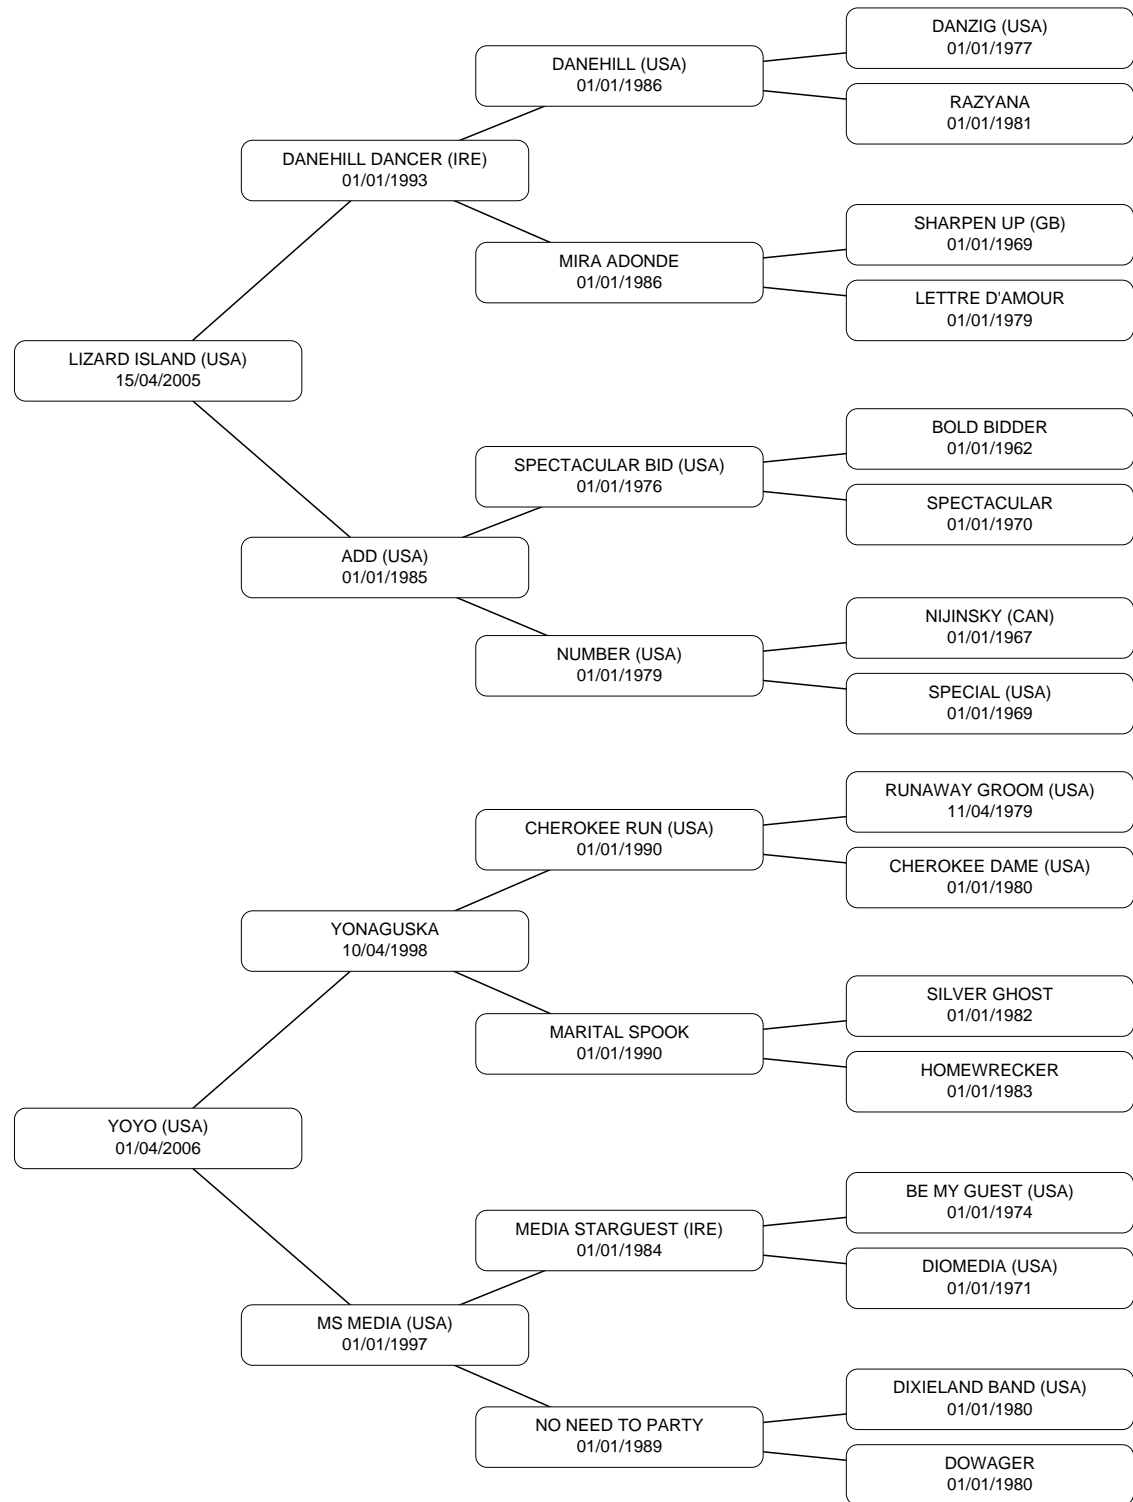 DANZIG (USA)
01/01/1977
DANEHILL (USA)
01/01/1986
RAZYANA
01/01/1981
DANEHILL DANCER (IRE)
01/01/1993
SHARPEN UP (GB)
01/01/1969
MIRA ADONDE
01/01/1986
LETTRE D'AMOUR
01/01/1979
LIZARD ISLAND (USA)
15/04/2005
BOLD BIDDER
01/01/1962
SPECTACULAR BID (USA)
01/01/1976
SPECTACULAR
01/01/1970
ADD (USA)
01/01/1985
NIJINSKY (CAN)
01/01/1967
NUMBER (USA)
01/01/1979
SPECIAL (USA)
01/01/1969
RUNAWAY GROOM (USA)
11/04/1979
CHEROKEE RUN (USA)
01/01/1990
CHEROKEE DAME (USA)
01/01/1980
YONAGUSKA
10/04/1998
SILVER GHOST
01/01/1982
MARITAL SPOOK
01/01/1990
HOMEWRECKER
01/01/1983
YOYO (USA)
01/04/2006
BE MY GUEST (USA)
01/01/1974
MEDIA STARGUEST (IRE)
01/01/1984
DIOMEDIA (USA)
01/01/1971
MS MEDIA (USA)
01/01/1997
DIXIELAND BAND (USA)
01/01/1980
NO NEED TO PARTY
01/01/1989
DOWAGER
01/01/1980